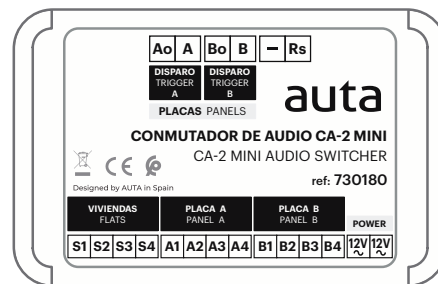 Ao A Bo B – Rs
DISPARO DISPARO
TRIGGER TRIGGER
A B
PLACAS PANELS
auta
CONMUTADOR DE AUDIO CA-2 MINI
CA-2 MINI AUDIO SWITCHER
ref: 730180
CE
Designed by AUTA in Spain
VIVIENDAS PLACA A PLACA B
FLATS PANEL A PANEL B POWER
S1 S2 S3 S4 A1 A2 A3 A4 B1 B2 B3 B4 12V 12V
~ ~